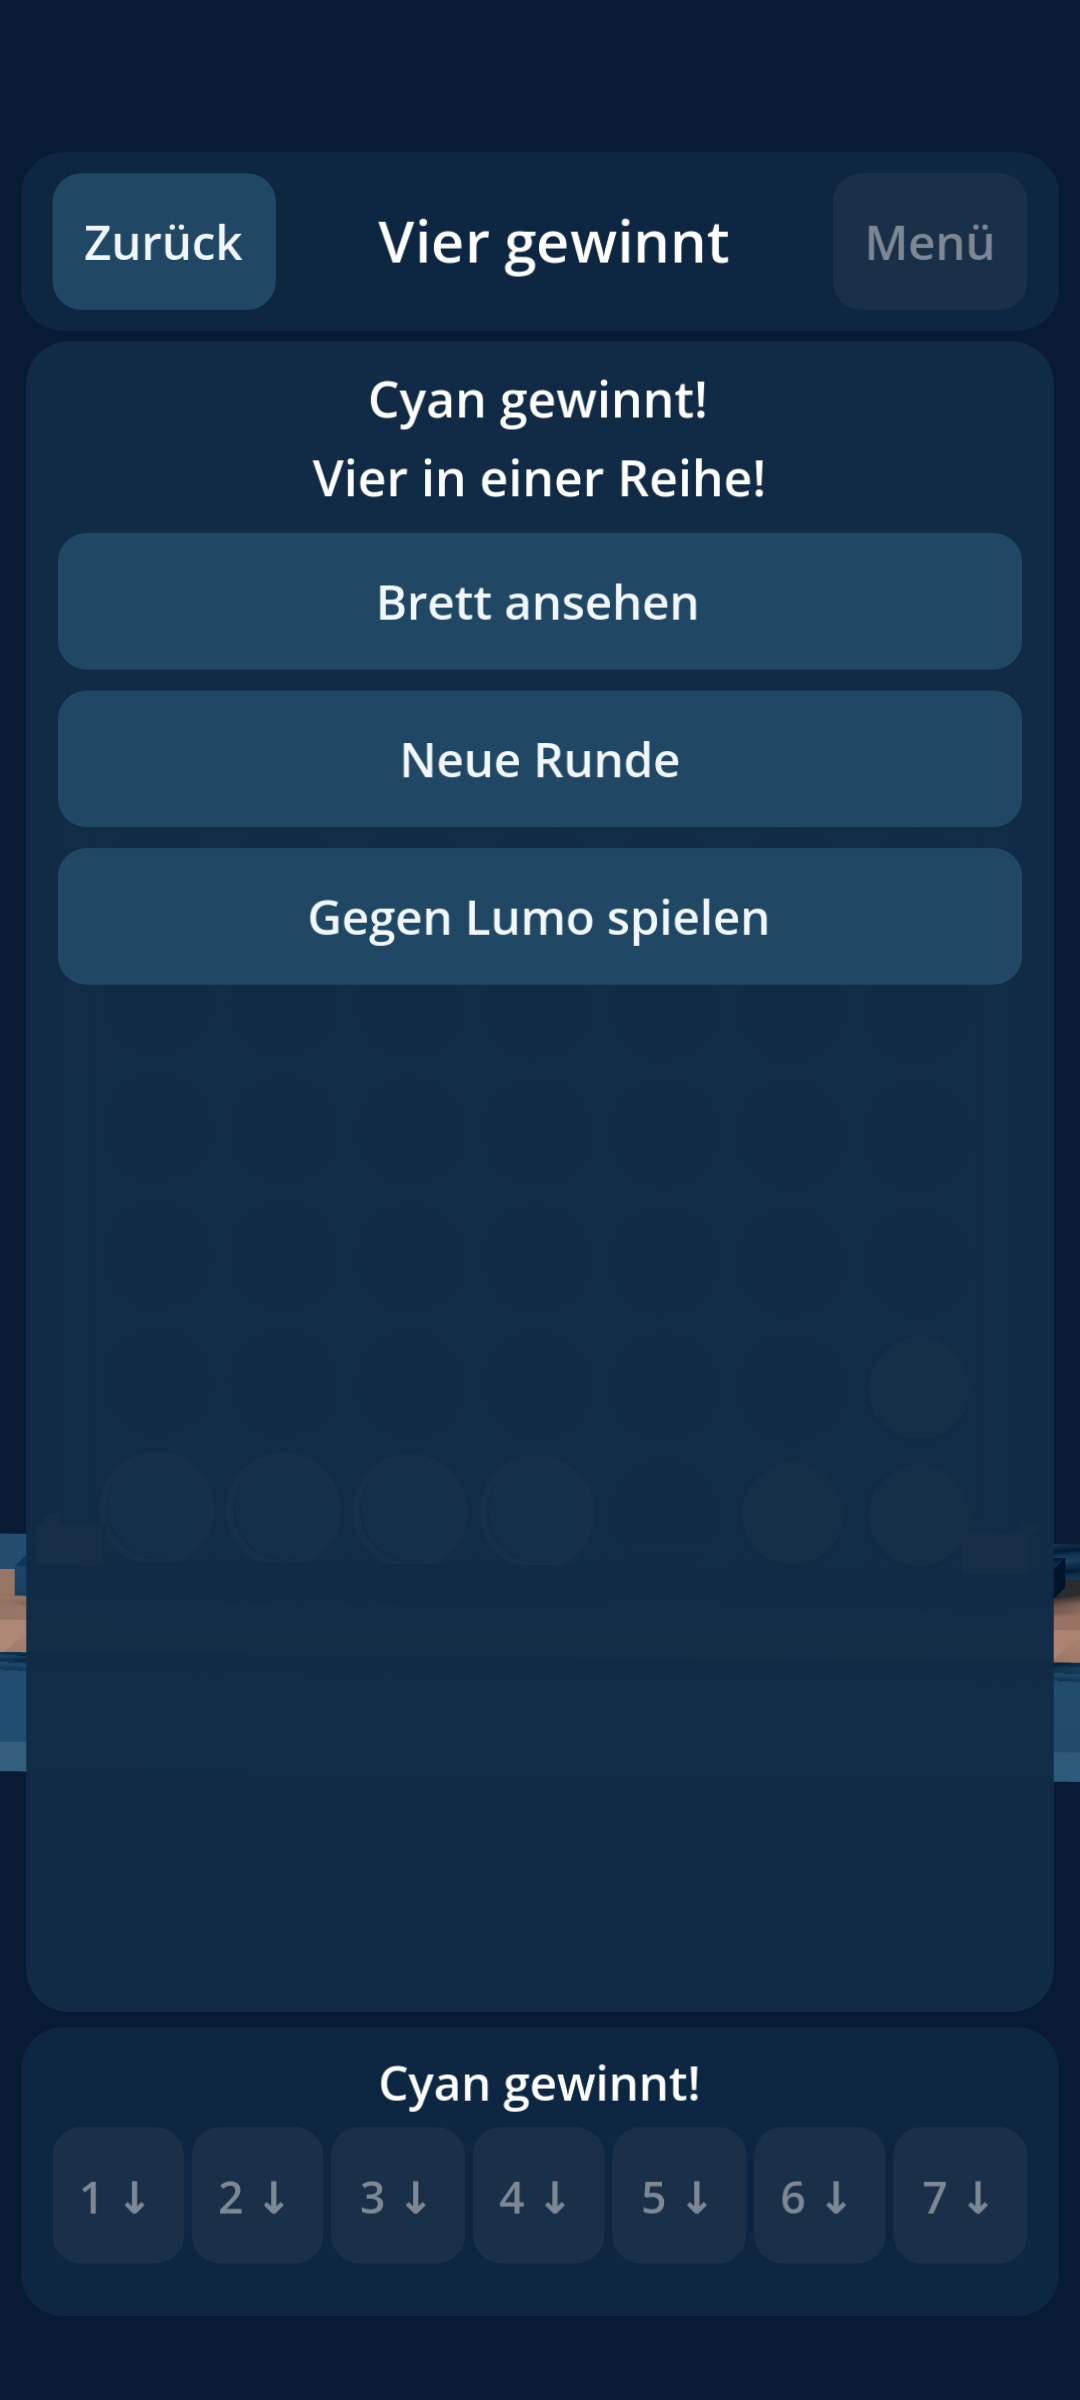 Zurück
Vier gewinnt
Menü
Cyan gewinnt!
Vier in einer Reihe!
Brett ansehen
Neue Runde
Gegen Lumo spielen
Cyan gewinnt!
1 ↓ 2 ↓ 3 ↓ 4 ↓ 5 ↓ 6 ↓ 7 ↓